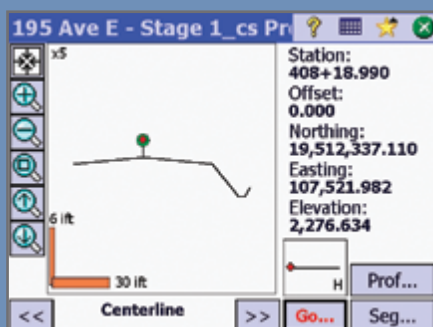 195 Ave E - Stage 1_cs Pr
?
x5
Station:
408+18.990
Offset:
0.000
Northing:
19,512,337.110
Easting:
107,521.982
Elevation:
2,276.634
6 ift
30 ift
H
Prof...
<<
Centerline
>>
Go...
Seg...